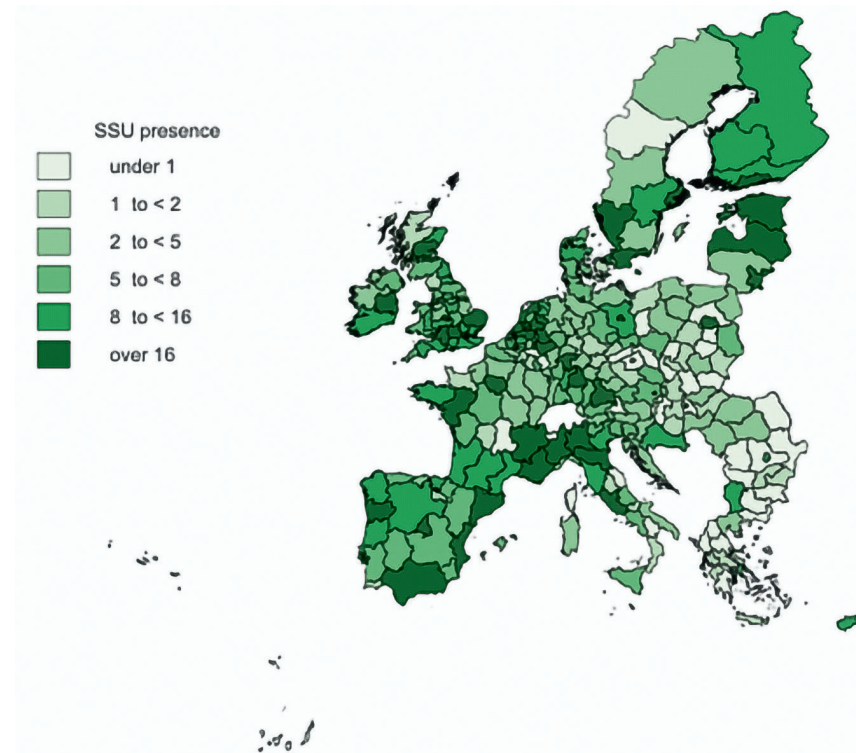 SSU presence
under 1
1 to < 2
2 to < 5
5 to < 8
8 to < 16
over 16